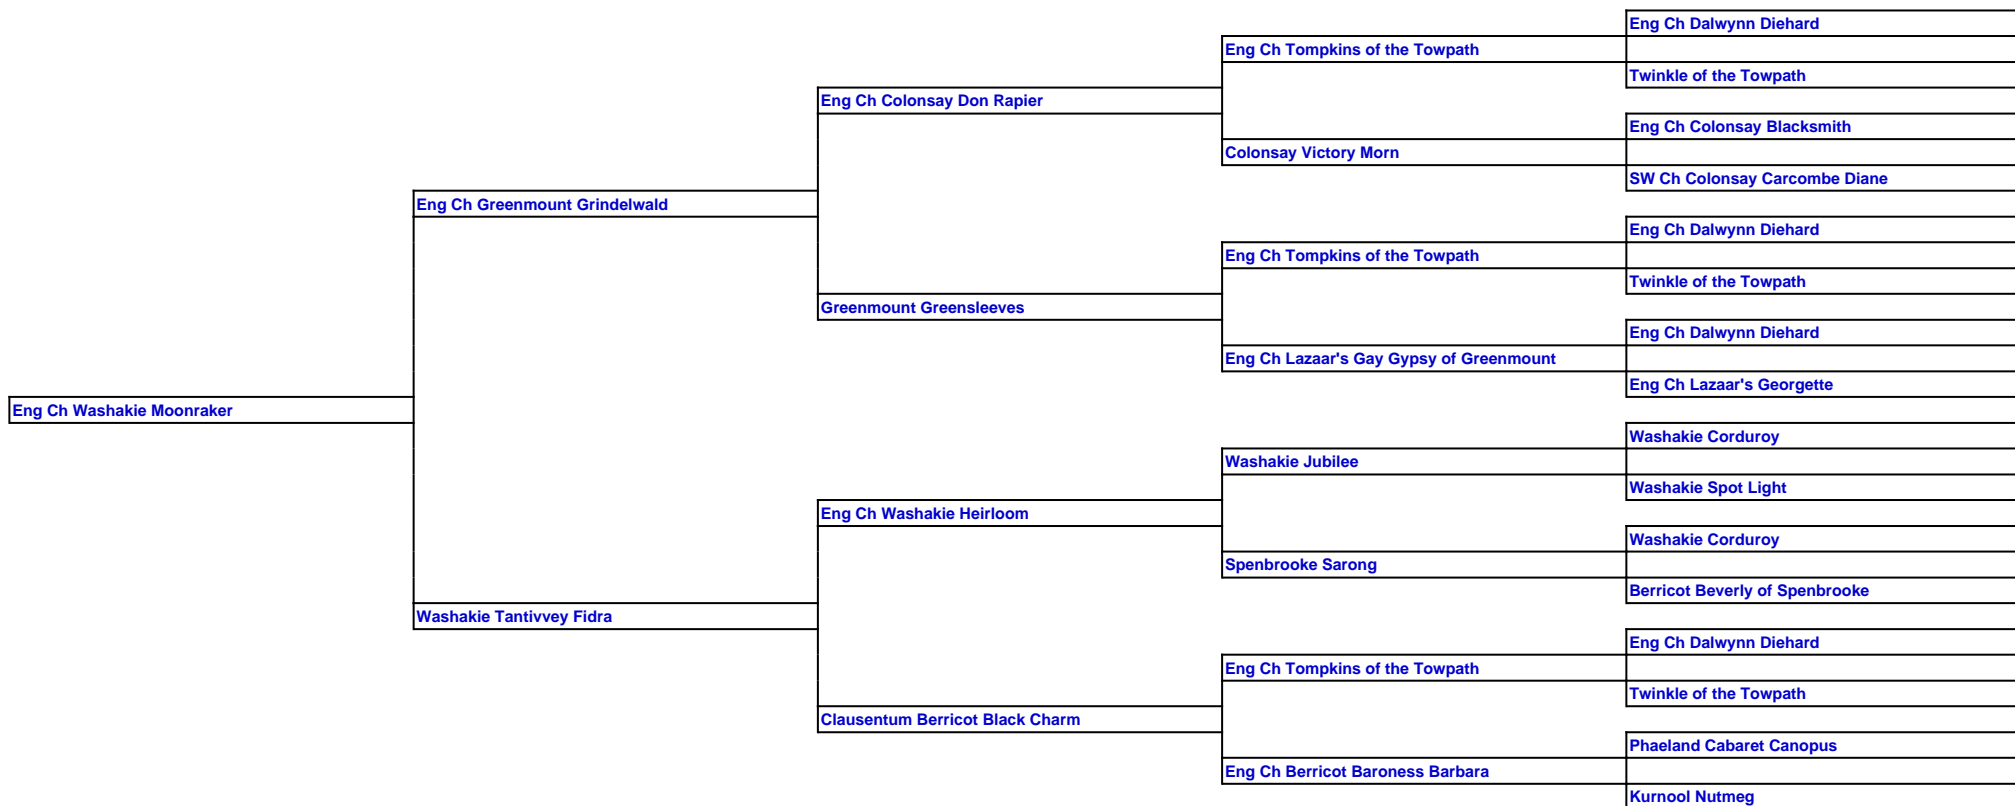 Eng Ch Dalwynn Diehard
Eng Ch Tompkins of the Towpath
Twinkle of the Towpath
Eng Ch Colonsay Don Rapier
Eng Ch Colonsay Blacksmith
Colonsay Victory Morn
SW Ch Colonsay Carcombe Diane
Eng Ch Greenmount Grindelwald
Eng Ch Dalwynn Diehard
Eng Ch Tompkins of the Towpath
Twinkle of the Towpath
Greenmount Greensleeves
Eng Ch Dalwynn Diehard
Eng Ch Lazaar's Gay Gypsy of Greenmount
Eng Ch Lazaar's Georgette
Eng Ch Washakie Moonraker
Washakie Corduroy
Washakie Jubilee
Washakie Spot Light
Eng Ch Washakie Heirloom
Washakie Corduroy
Spenbrooke Sarong
Berricot Beverly of Spenbrooke
Washakie Tantivvey Fidra
Eng Ch Dalwynn Diehard
Eng Ch Tompkins of the Towpath
Twinkle of the Towpath
Clausentum Berricot Black Charm
Phaeland Cabaret Canopus
Eng Ch Berricot Baroness Barbara
Kurnool Nutmeg